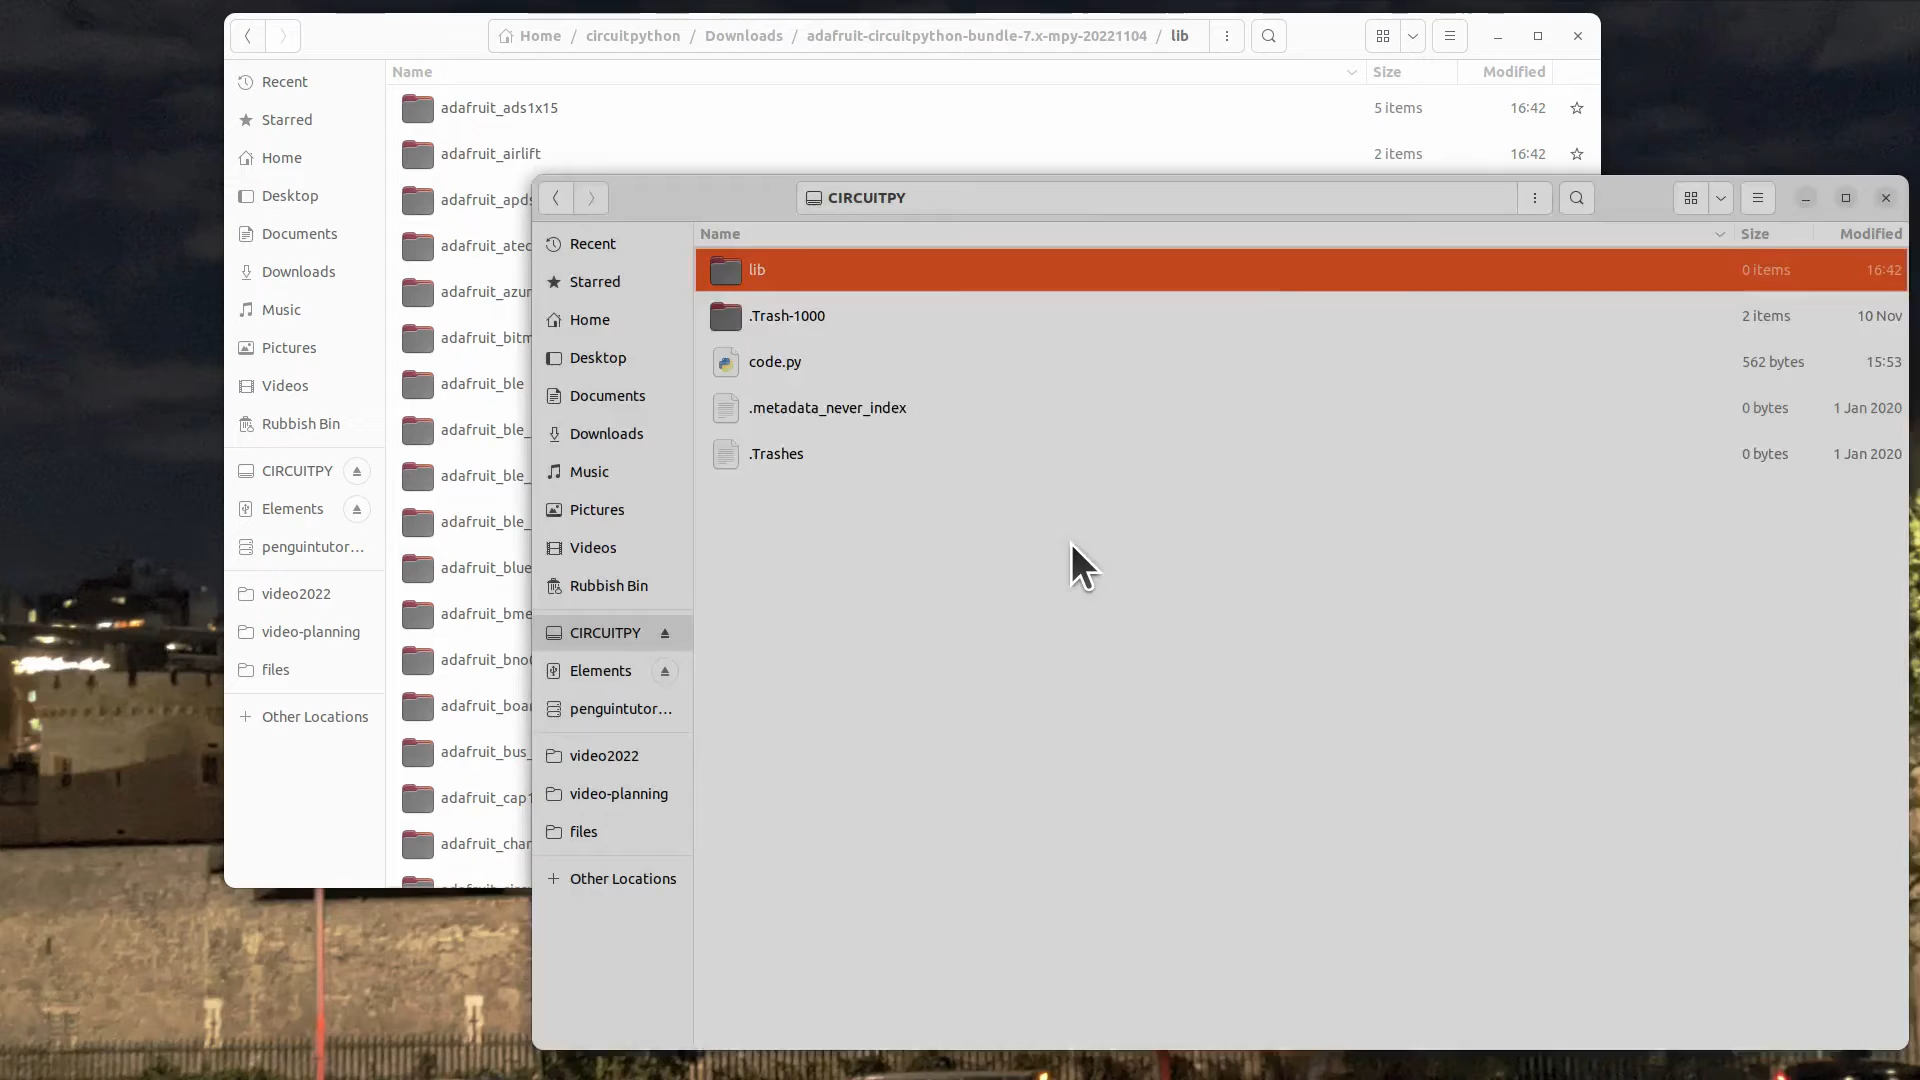 Home / circuitpython / Downloads / adafruit-circuitpython-bundle-7.x-mpy-20221104 / lib
Recent
Starred
Home
Desktop
Documents
Downloads
Music
Pictures
Videos
Rubbish Bin
CIRCUITPY
Elements
penguintutor...
video2022
video-planning
files
Other Locations
Name Size Modified
adafruit_ads1x15 5 items 16:42
adafruit_airlift 2 items 16:42
adafruit_apds
adafruit_atec
adafruit_azur
adafruit_bitm
adafruit_ble
adafruit_ble_
adafruit_ble_
adafruit_ble_
adafruit_blue
adafruit_bme
adafruit_bno
adafruit_boar
adafruit_bus_
adafruit_cap1
adafruit_char
CIRCUITPY
Recent
Starred
Home
Desktop
Documents
Downloads
Music
Pictures
Videos
Rubbish Bin
CIRCUITPY
Elements
penguintutor...
video2022
video-planning
files
Other Locations
Name Size Modified
lib 0 items 16:42
.Trash-1000 2 items 10 Nov
code.py 562 bytes 15:53
.metadata_never_index 0 bytes 1 Jan 2020
.Trashes 0 bytes 1 Jan 2020